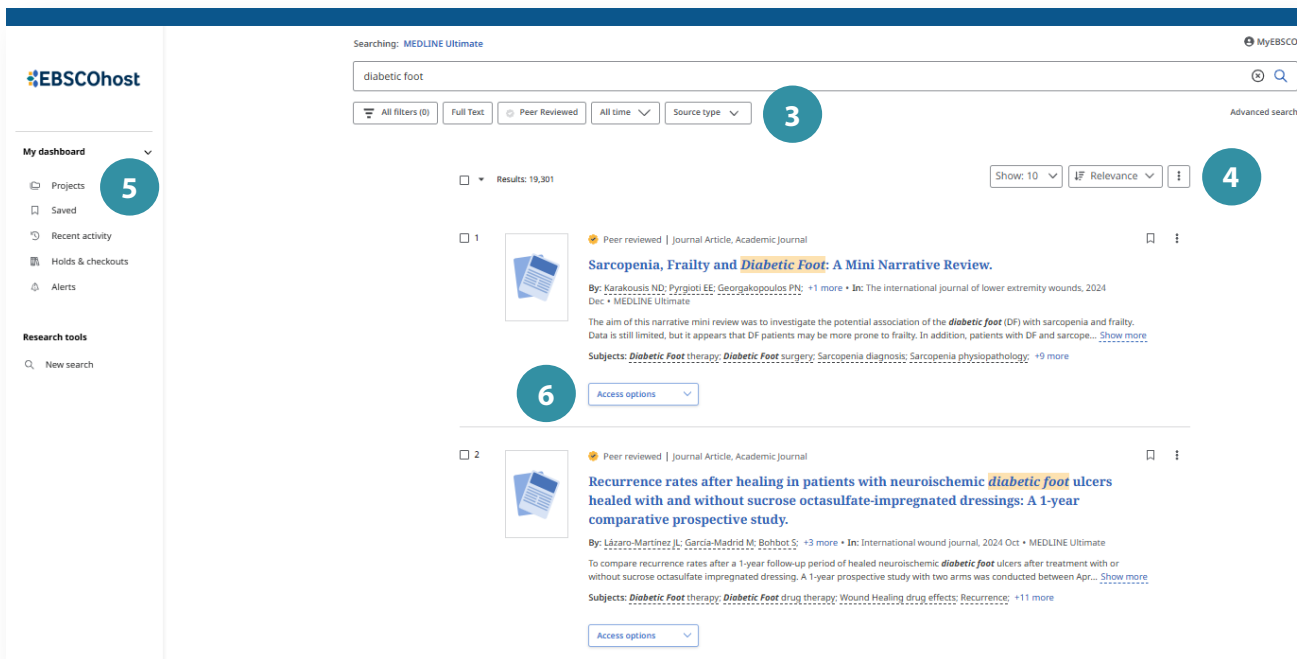 Searching: MEDLINE Ultimate
MyEBSCO
EBSCOhost
diabetic foot
All filters (0) Full Text Peer Reviewed All time Source type 3 Advanced search
My dashboard
Projects 5
Saved
Recent activity
Holds & checkouts
Alerts
Research tools
New search
Results: 19,301 Show: 10 Relevance 4
1 Peer reviewed | Journal Article, Academic Journal
Sarcopenia, Frailty and Diabetic Foot: A Mini Narrative Review.
By: Karakousis ND; Pyrgioti EE; Georgakopoulos PN; +1 more • In: The international journal of lower extremity wounds, 2024
Dec • MEDLINE Ultimate
The aim of this narrative mini review was to investigate the potential association of the diabetic foot (DF) with sarcopenia and frailty.
Data is still limited, but it appears that DF patients may be more prone to frailty. In addition, patients with DF and sarcope... Show more
Subjects: Diabetic Foot therapy; Diabetic Foot surgery; Sarcopenia diagnosis; Sarcopenia physiopathology; +9 more
6 Access options
2 Peer reviewed | Journal Article, Academic Journal
Recurrence rates after healing in patients with neuroischemic diabetic foot ulcers
healed with and without sucrose octasulfate-impregnated dressings: A 1-year
comparative prospective study.
By: Lázaro-Martínez JL; García-Madrid M; Bohbot S; +3 more • In: International wound journal, 2024 Oct • MEDLINE Ultimate
To compare recurrence rates after a 1-year follow-up period of healed neuroischemic diabetic foot ulcers after treatment with or
without sucrose octasulfate impregnated dressing. A 1-year prospective study with two arms was conducted between Apr... Show more
Subjects: Diabetic Foot therapy; Diabetic Foot drug therapy; Wound Healing drug effects; Recurrence; +11 more
Access options